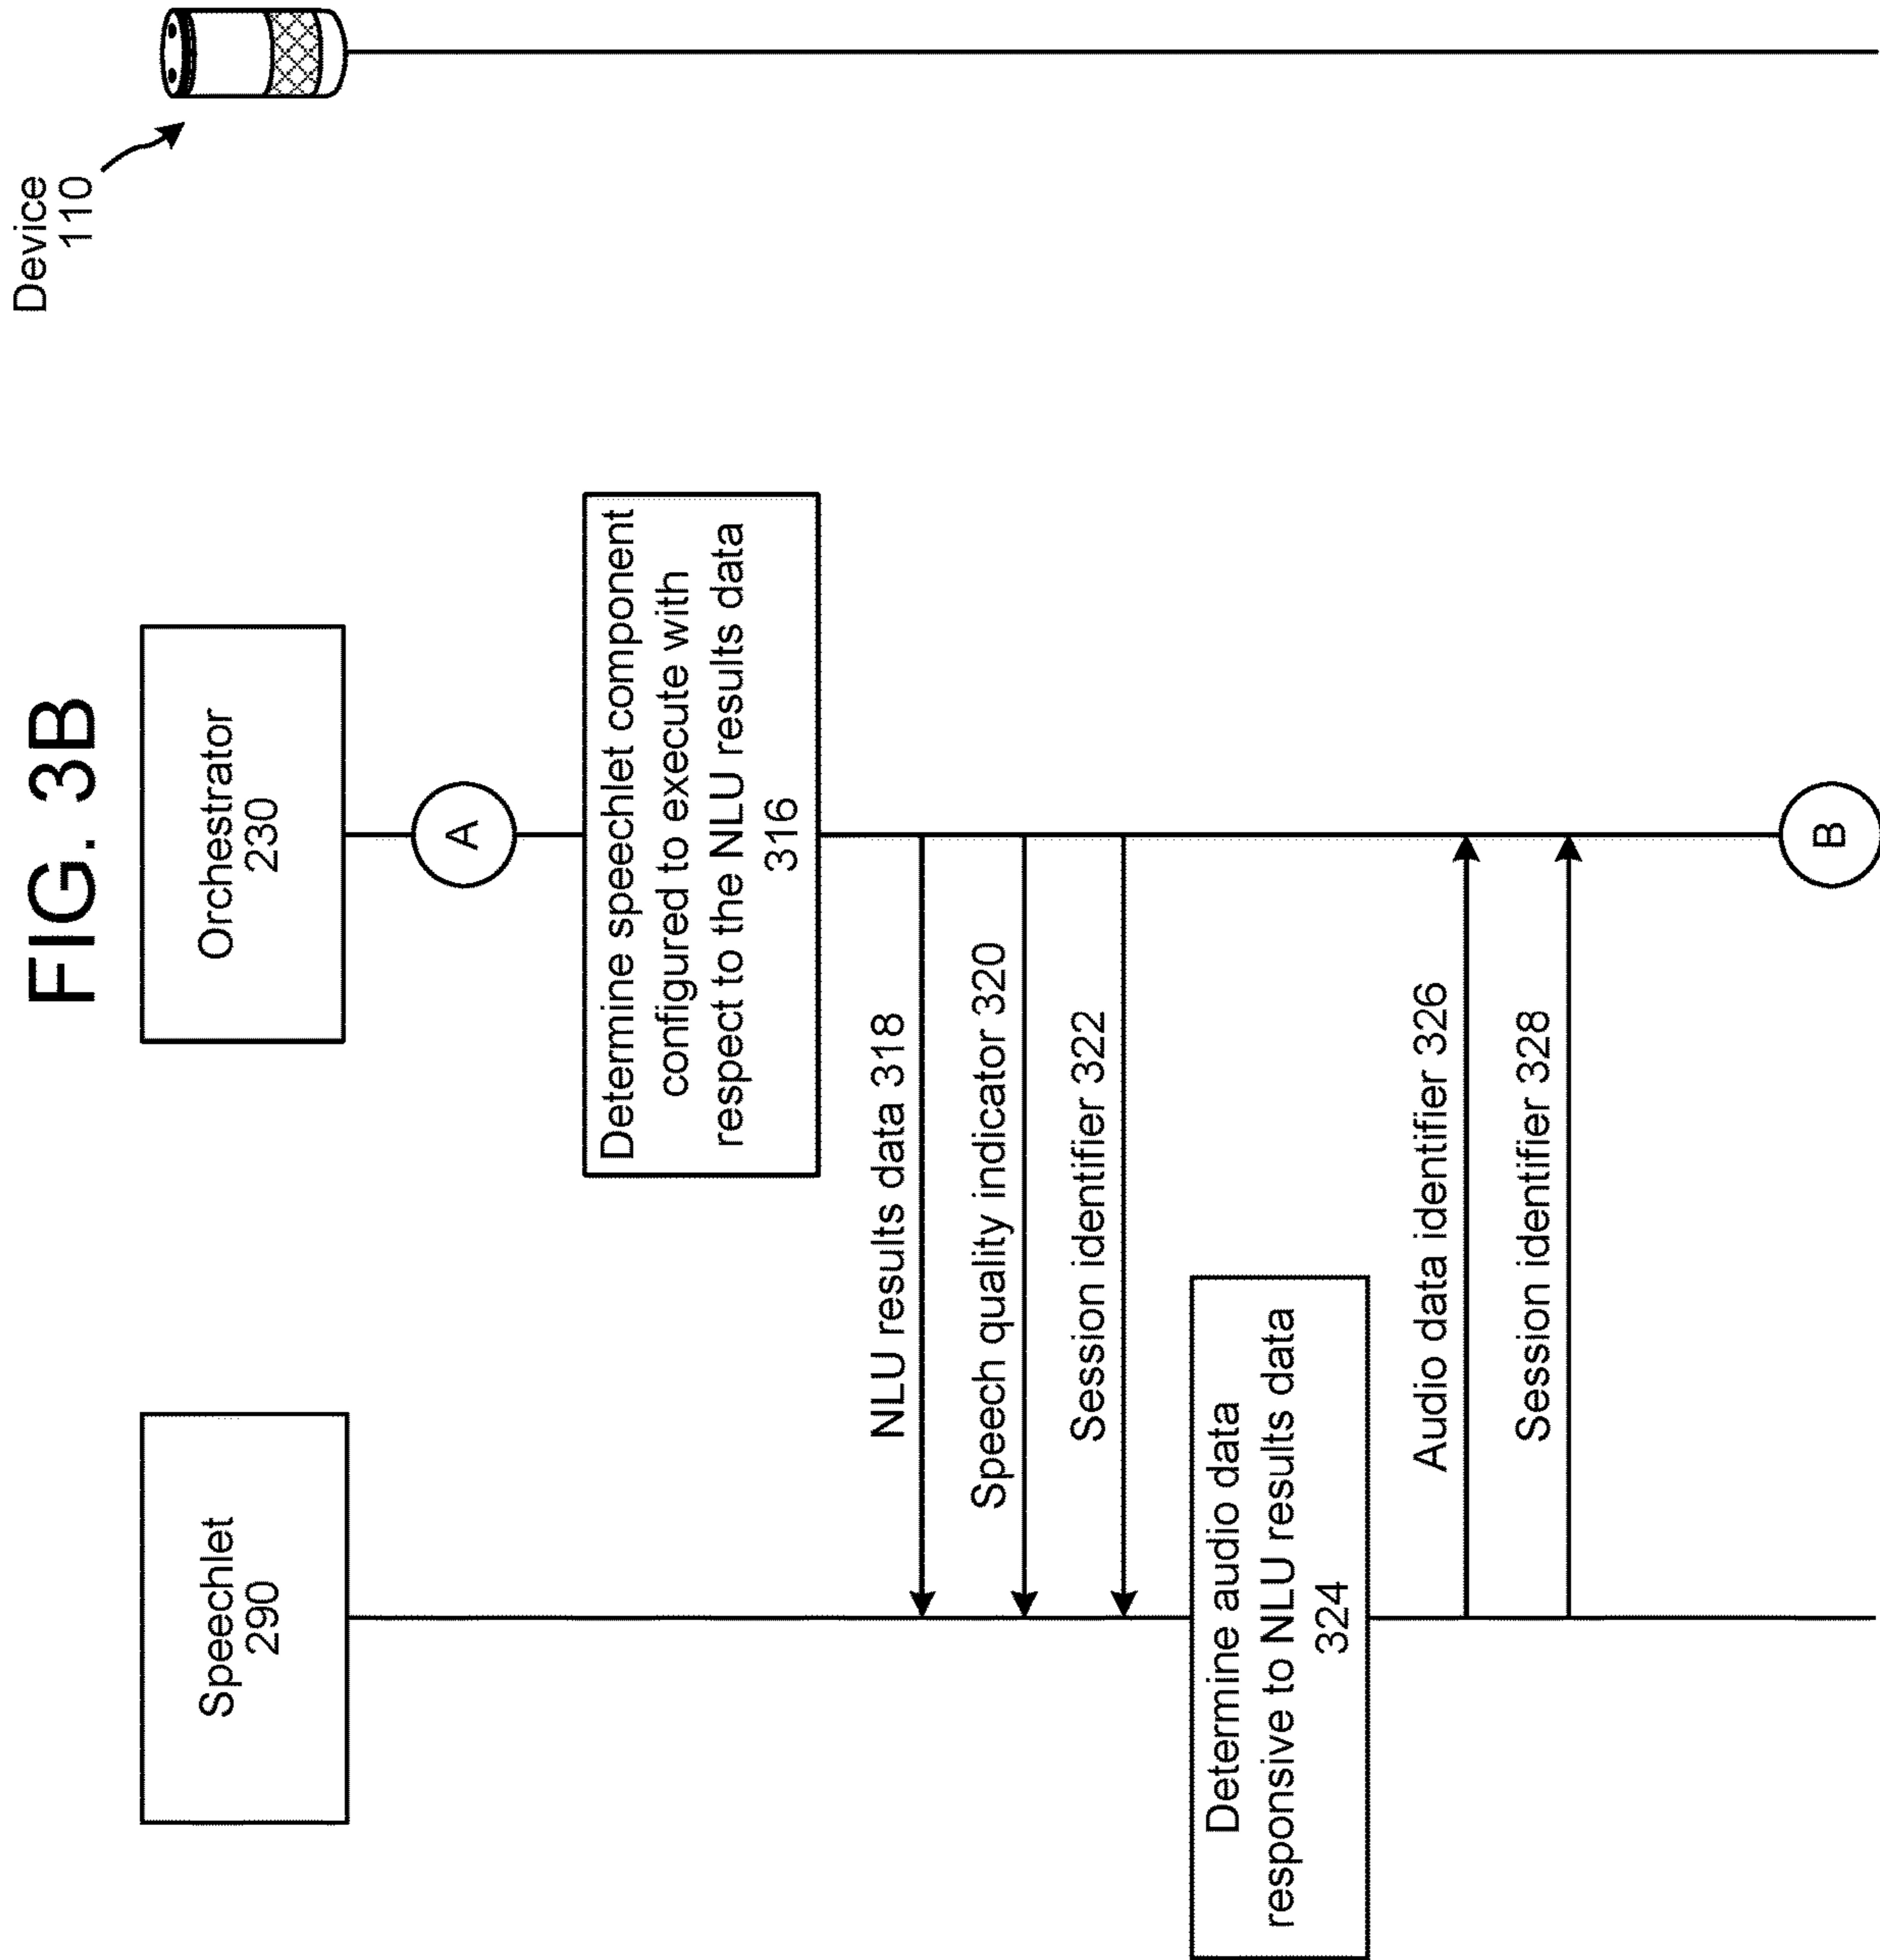 FIG. 3B
Device
110
Orchestrator
230
Speechlet
290
A
Determine speechlet component
configured to execute with
respect to the NLU results data
316
NLU results data 318
Speech quality indicator 320
Session identifier 322
Determine audio data
responsive to NLU results data
324
Audio data identifier 326
Session identifier 328
B